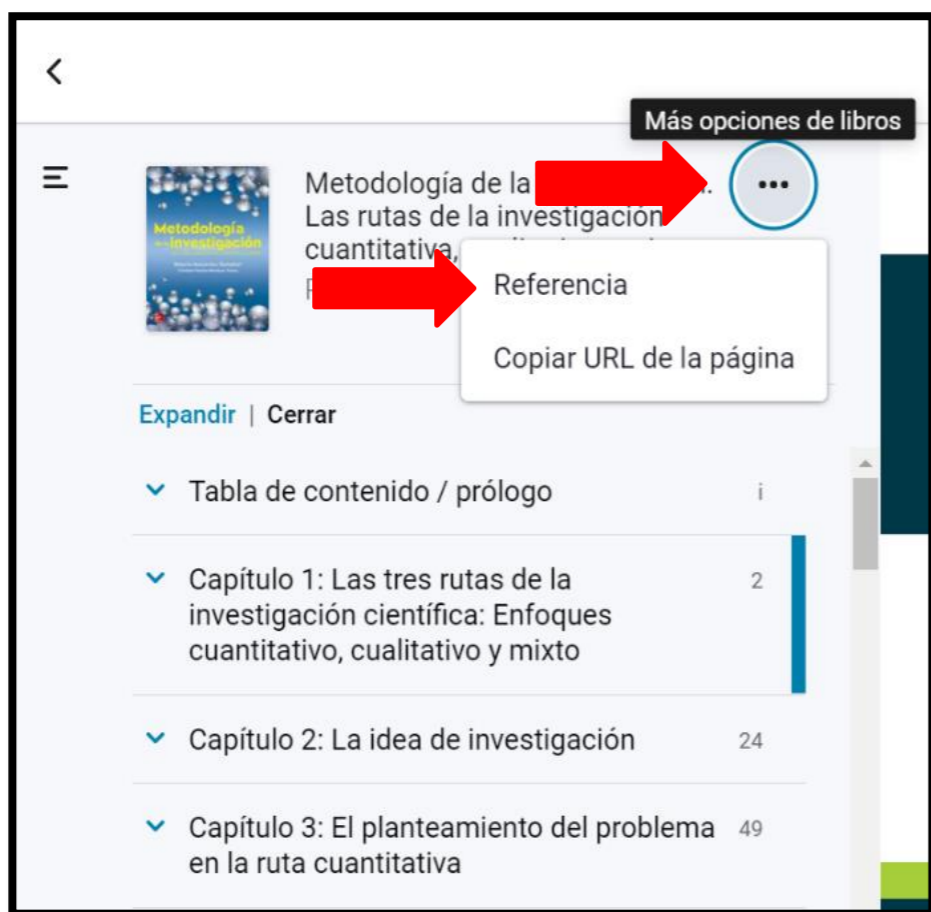 Más opciones de libros
Metodología de la
Las rutas de la investigación
cuantitativa,
Metodología
investigación
Referencia
Copiar URL de la página
Expandir | Cerrar
Tabla de contenido / prólogo i
Capítulo 1: Las tres rutas de la 2
investigación científica: Enfoques
cuantitativo, cualitativo y mixto
Capítulo 2: La idea de investigación 24
Capítulo 3: El planteamiento del problema 49
en la ruta cuantitativa